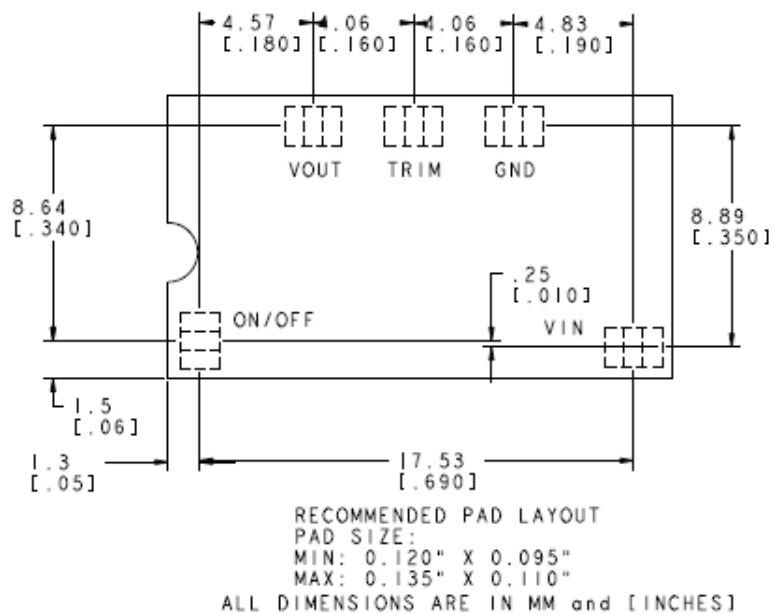 4.57 4.06 4.06 4.83
[.180] [.160] [.160] [.190]
VOUT TRIM GND
8.64
[.340]
8.89
[.350]
.25
[.010]
ON/OFF VIN
1.5
[.06]
1.3
[.05]
17.53
[.690]
RECOMMENDED PAD LAYOUT
PAD SIZE:
MIN: 0.120" X 0.095"
MAX: 0.135" X 0.110"
ALL DIMENSIONS ARE IN MM and [INCHES]